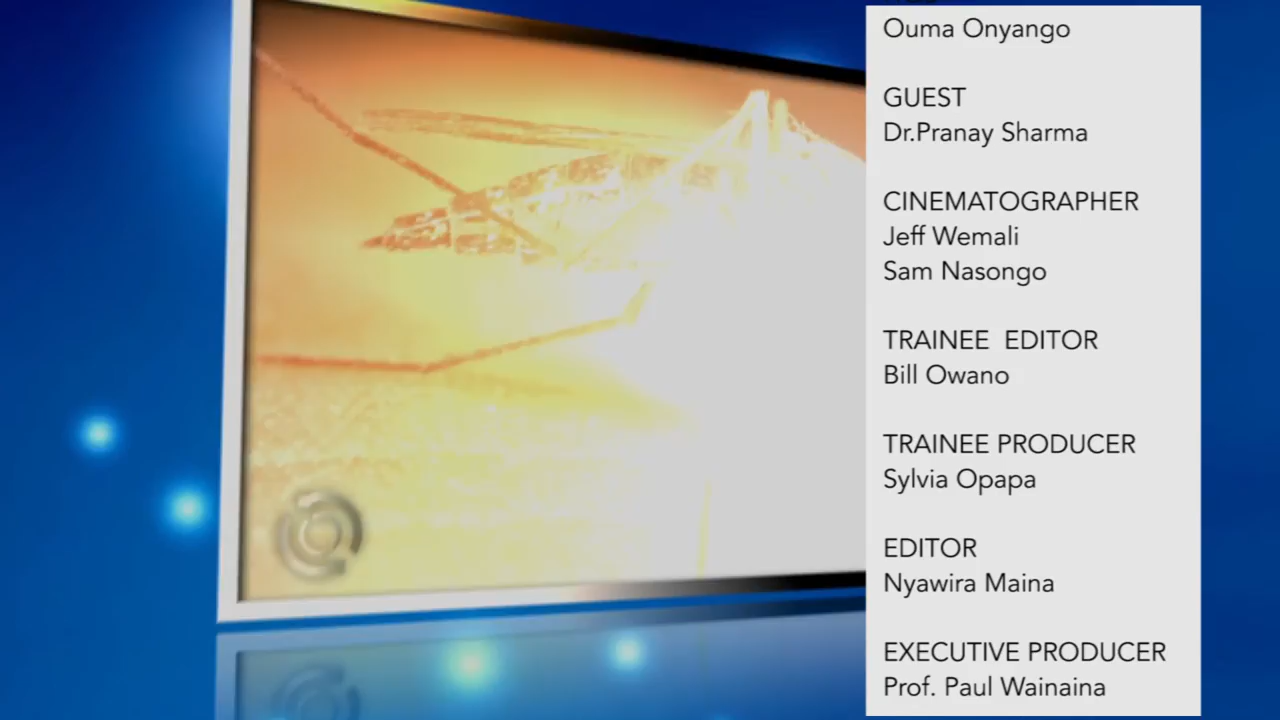 Ouma Onyango
GUEST
Dr.Pranay Sharma
CINEMATOGRAPHER
Jeff Wemali
Sam Nasongo
TRAINEE  EDITOR
Bill Owano
TRAINEE PRODUCER
Sylvia Opapa
EDITOR
Nyawira Maina
EXECUTIVE PRODUCER
Prof. Paul Wainaina